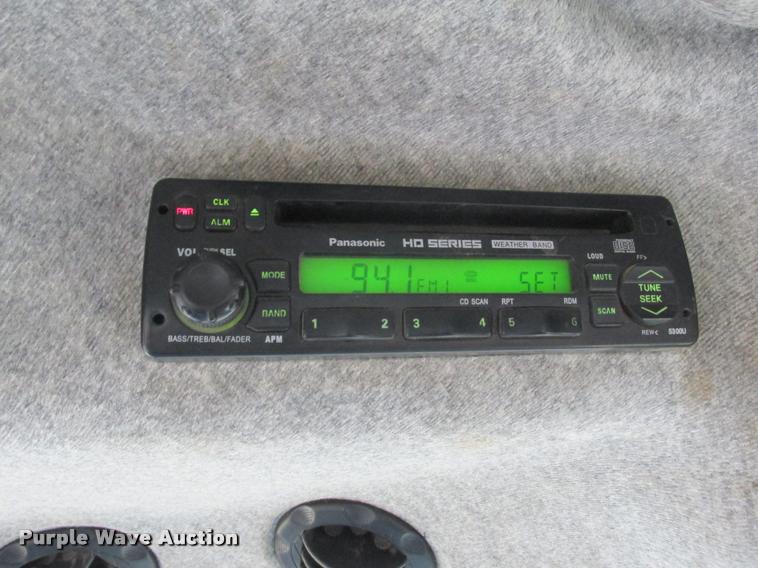 PWR
CLK
ALM
Panasonic HD SERIES WEATHER BAND
LOUD
FF>
VOL SEL
MODE
94.1 FM1 SET
MUTE
TUNE
SEEK
BAND
CD SCAN RPT RDM
1 2 3 4 5 6
SCAN
BASS/TREB/BAL/FADER APM
REW< 5300U
Purple Wave Auction